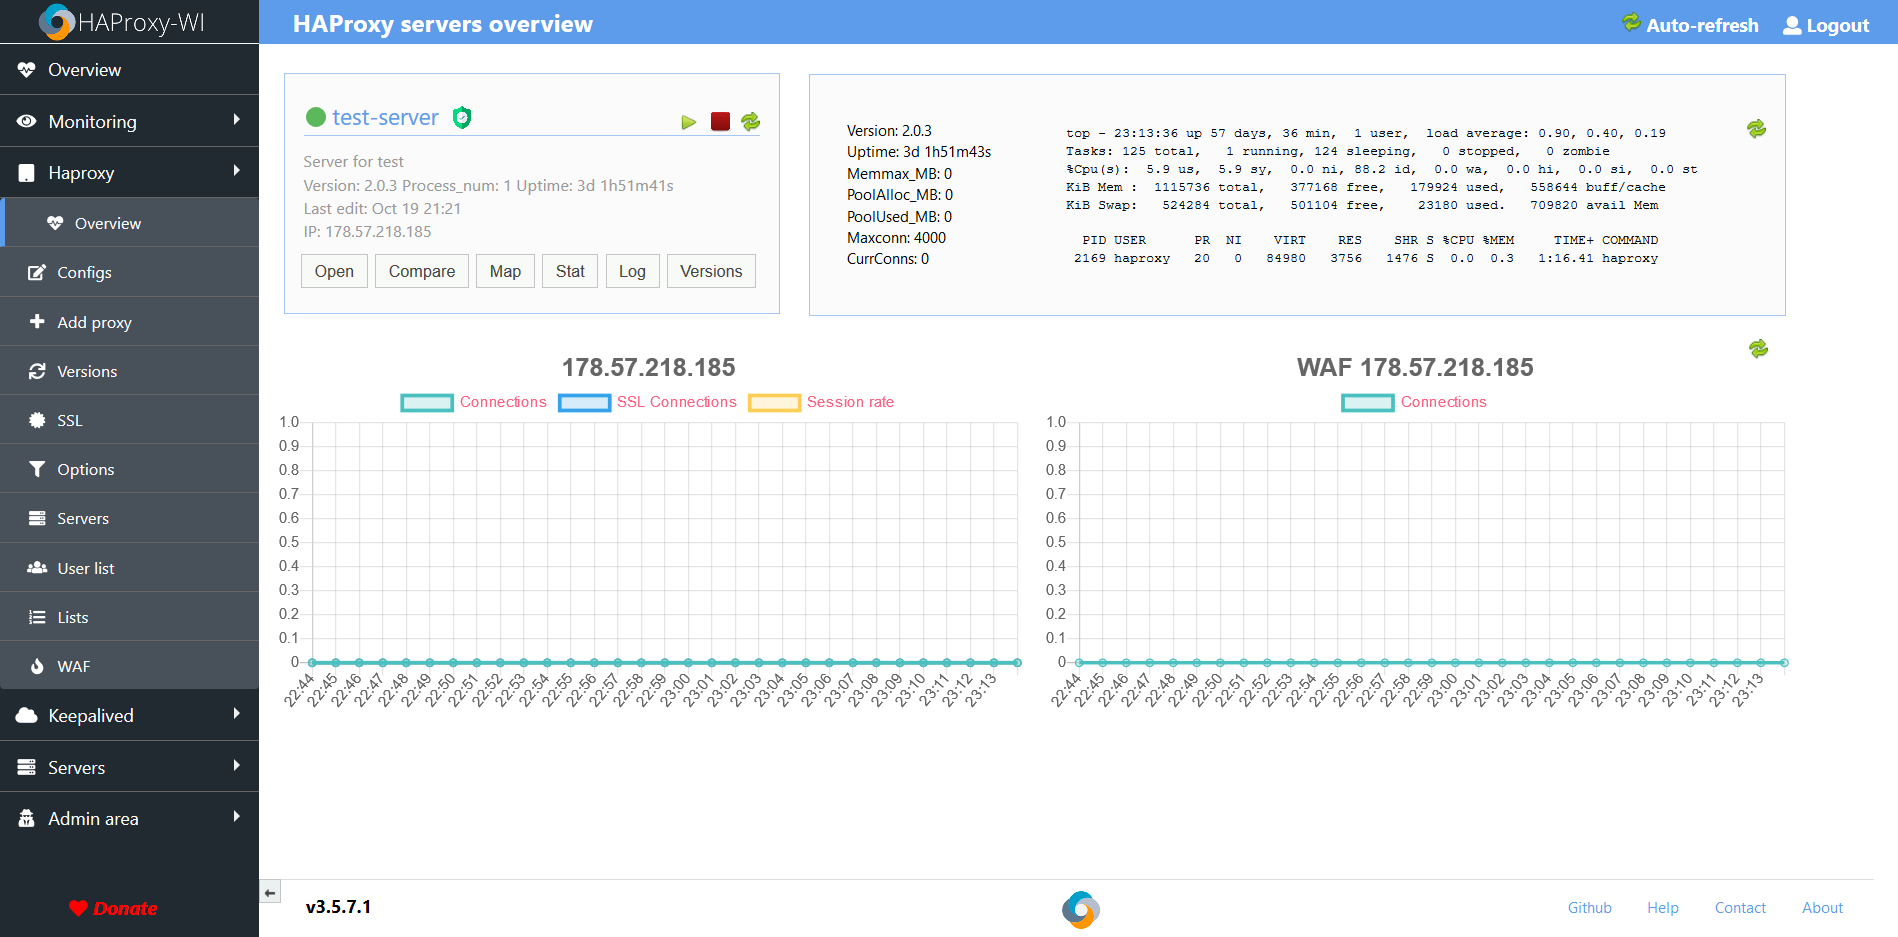 HAProxy-WI
HAProxy servers overview
Auto-refresh
Logout
Overview
Monitoring
Haproxy
Overview
Configs
Add proxy
Versions
SSL
Options
Servers
User list
Lists
WAF
Keepalived
Servers
Admin area
Donate
test-server
Server for test
Version: 2.0.3 Process_num: 1 Uptime: 3d 1h51m41s
Last edit: Oct 19 21:21
IP: 178.57.218.185
Open Compare Map Stat Log Versions
Version: 2.0.3
Uptime: 3d 1h51m43s
Memmax_MB: 0
PoolAlloc_MB: 0
PoolUsed_MB: 0
Maxconn: 4000
CurrConns: 0
top - 23:13:36 up 57 days, 36 min, 1 user, load average: 0.90, 0.40, 0.19
Tasks: 125 total, 1 running, 124 sleeping, 0 stopped, 0 zombie
%Cpu(s): 5.9 us, 5.9 sy, 0.0 ni, 88.2 id, 0.0 wa, 0.0 hi, 0.0 si, 0.0 st
KiB Mem : 1115736 total, 377168 free, 179924 used, 558644 buff/cache
KiB Swap: 524284 total, 501104 free, 23180 used. 709820 avail Mem
PID USER PR NI VIRT RES SHR S %CPU %MEM TIME+ COMMAND
2169 haproxy 20 0 84980 3756 1476 S 0.0 0.3 1:16.41 haproxy
178.57.218.185
Connections SSL Connections Session rate
1.0
0.9
0.8
0.7
0.6
0.5
0.4
0.3
0.2
0.1
0
22:44 22:45 22:46 22:47 22:48 22:49 22:50 22:51 22:52 22:53 22:54 22:55 22:56 22:57 22:58 22:59 23:00 23:01 23:02 23:03 23:04 23:05 23:06 23:07 23:08 23:09 23:10 23:11 23:12 23:13
WAF 178.57.218.185
Connections
1.0
0.9
0.8
0.7
0.6
0.5
0.4
0.3
0.2
0.1
0
22:44 22:45 22:46 22:47 22:48 22:49 22:50 22:51 22:52 22:53 22:54 22:55 22:56 22:57 22:58 22:59 23:00 23:01 23:02 23:03 23:04 23:05 23:06 23:07 23:08 23:09 23:10 23:11 23:12 23:13
v3.5.7.1
Github Help Contact About